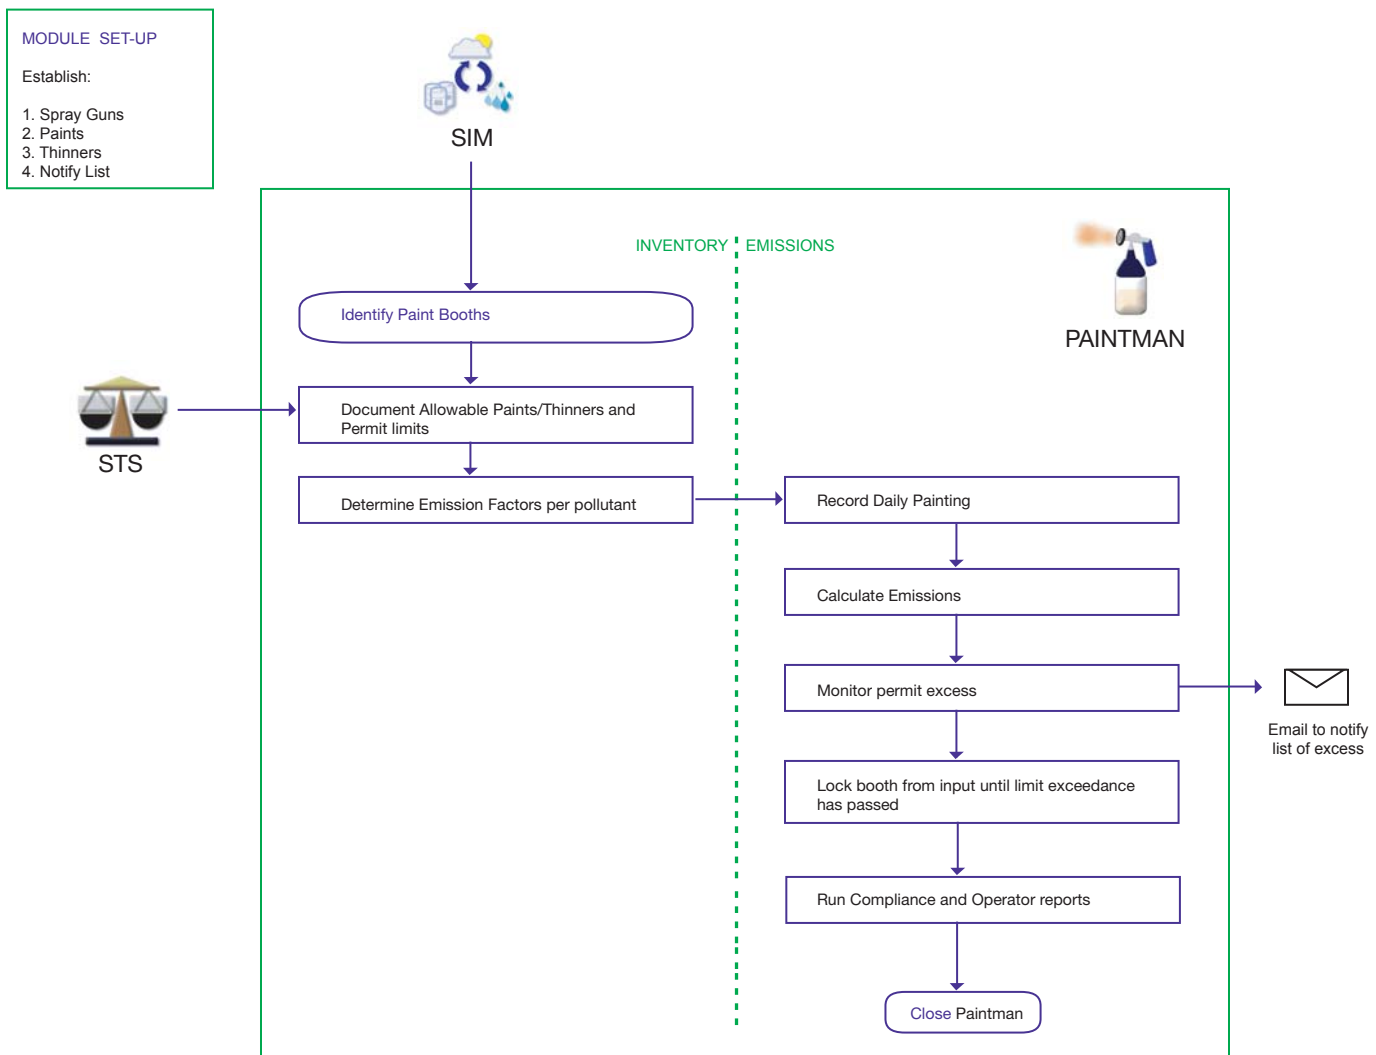 MODULE SET-UP
Establish:
1. Spray Guns
2. Paints
3. Thinners
4. Notify List
SIM
INVENTORY
EMISSIONS
PAINTMAN
Identify Paint Booths
STS
Document Allowable Paints/Thinners and
Permit limits
Determine Emission Factors per pollutant
Record Daily Painting
Calculate Emissions
Monitor permit excess
Email to notify
list of excess
Lock booth from input until limit exceedance
has passed
Run Compliance and Operator reports
Close Paintman